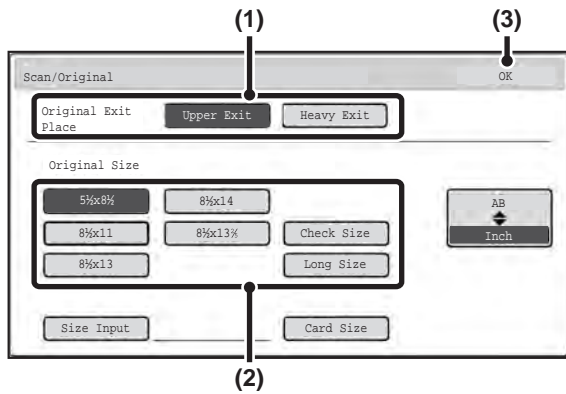 (1) (3)
Scan/Original OK
Original Exit Place Upper Exit Heavy Exit
Original Size
5½x8½ 8½x14 AB
8½x11 8½x13⅖ Check Size Inch
8½x13 Long Size
Size Input Card Size
(2)